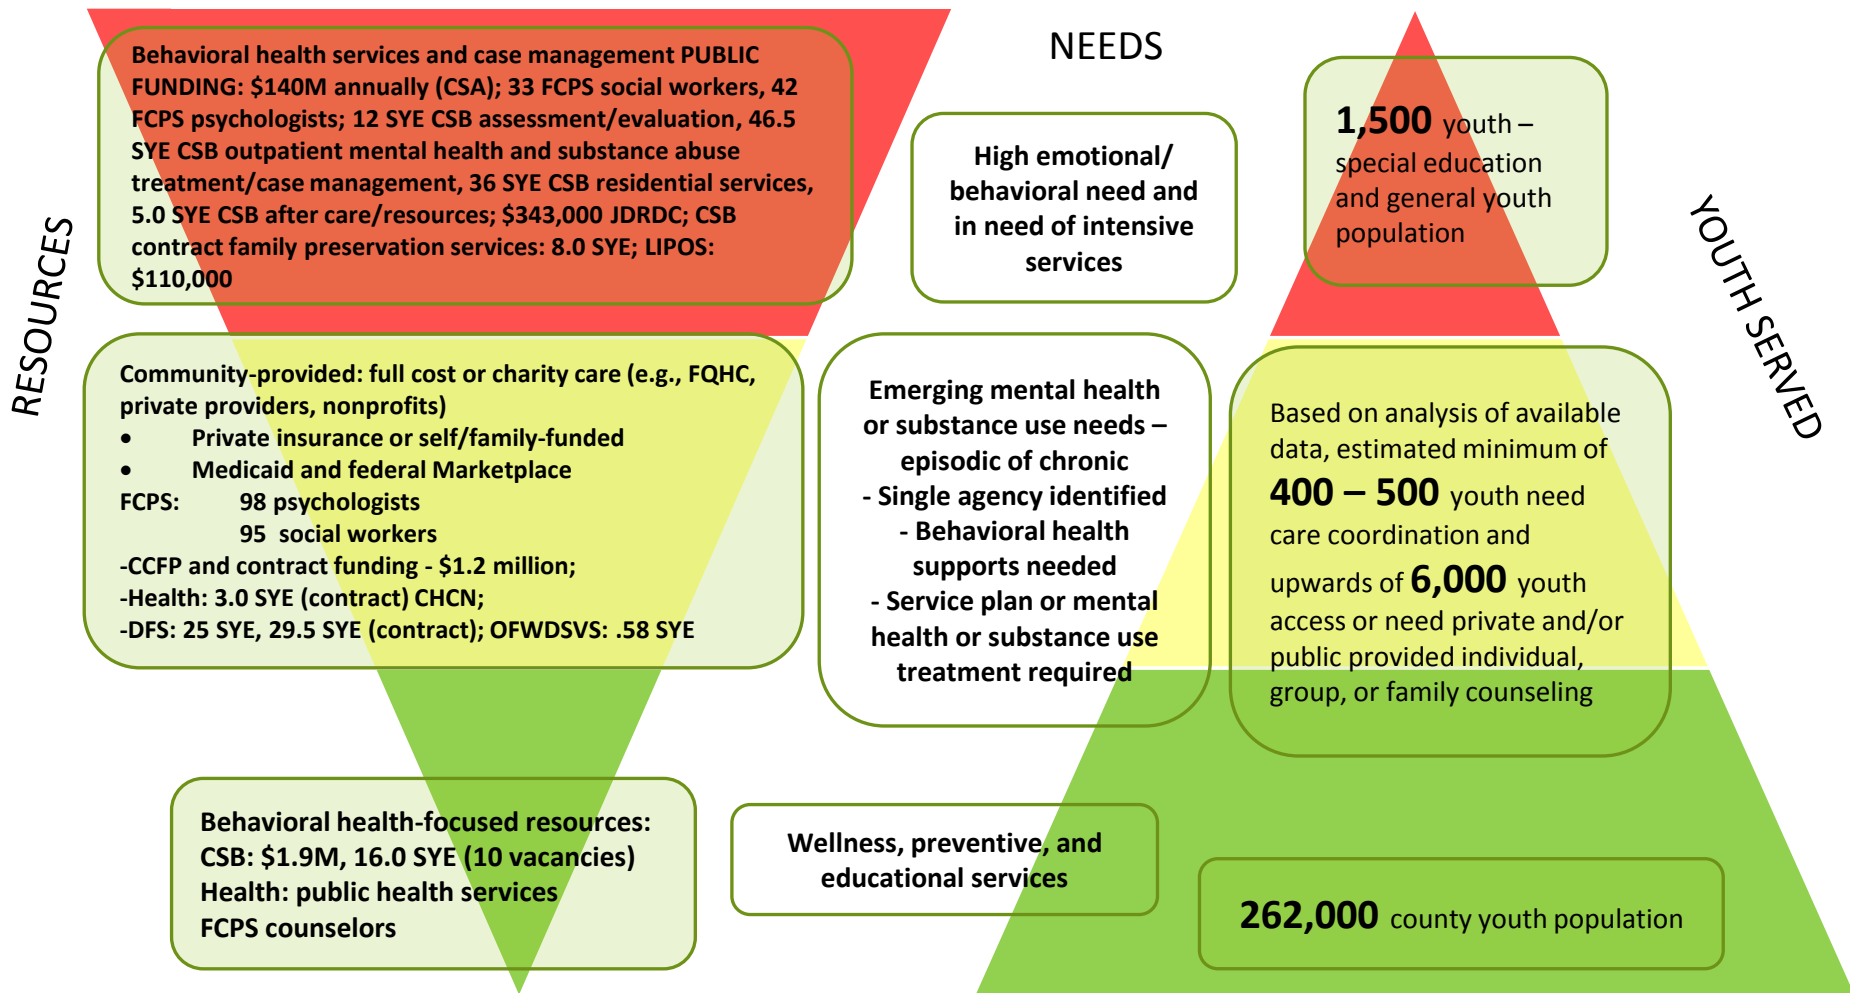 RESOURCES
Behavioral health services and case management PUBLIC
FUNDING: $140M annually (CSA); 33 FCPS social workers, 42
FCPS psychologists; 12 SYE CSB assessment/evaluation, 46.5
SYE CSB outpatient mental health and substance abuse
treatment/case management, 36 SYE CSB residential services,
5.0 SYE CSB after care/resources; $343,000 JDRDC; CSB
contract family preservation services: 8.0 SYE; LIPOS:
$110,000
Community-provided: full cost or charity care (e.g., FQHC,
private providers, nonprofits)
• Private insurance or self/family-funded
• Medicaid and federal Marketplace
FCPS: 98 psychologists
95 social workers
-CCFP and contract funding - $1.2 million;
-Health: 3.0 SYE (contract) CHCN;
-DFS: 25 SYE, 29.5 SYE (contract); OFWDSVS: .58 SYE
Behavioral health-focused resources:
CSB: $1.9M, 16.0 SYE (10 vacancies)
Health: public health services
FCPS counselors
NEEDS
High emotional/
behavioral need and
in need of intensive
services
Emerging mental health
or substance use needs –
episodic of chronic
- Single agency identified
- Behavioral health
supports needed
- Service plan or mental
health or substance use
treatment required
Wellness, preventive, and
educational services
YOUTH SERVED
1,500 youth –
special education
and general youth
population
Based on analysis of available
data, estimated minimum of
400 – 500 youth need
care coordination and
upwards of 6,000 youth
access or need private and/or
public provided individual,
group, or family counseling
262,000 county youth population